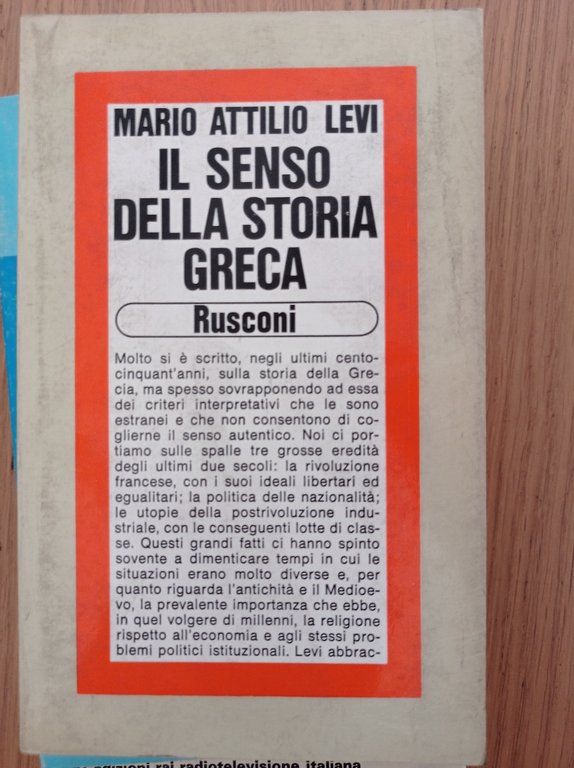 MARIO ATTILIO LEVI
IL SENSO
DELLA STORIA
GRECA
Rusconi
Molto si è scritto, negli ultimi cento-
cinquant'anni, sulla storia della Gre-
cia, ma spesso sovrapponendo ad essa
dei criteri interpretativi che le sono
estranei e che non consentono di co-
glierne il senso autentico. Noi ci por-
tiamo sulle spalle tre grosse eredità
degli ultimi due secoli: la rivoluzione
francese, con i suoi ideali libertari ed
egualitari; la politica delle nazionalità;
le utopie della postrivoluzione indu-
striale, con le conseguenti lotte di clas-
se. Questi grandi fatti ci hanno spinto
sovente a dimenticare tempi in cui le
situazioni erano molto diverse e, per
quanto riguarda l'antichità e il Medioe-
vo, la prevalente importanza che ebbe,
in quel volgere di millenni, la religione
rispetto all'economia e agli stessi pro-
blemi politici istituzionali. Levi abbrac-
edizioni rai radiotelevisione italiana